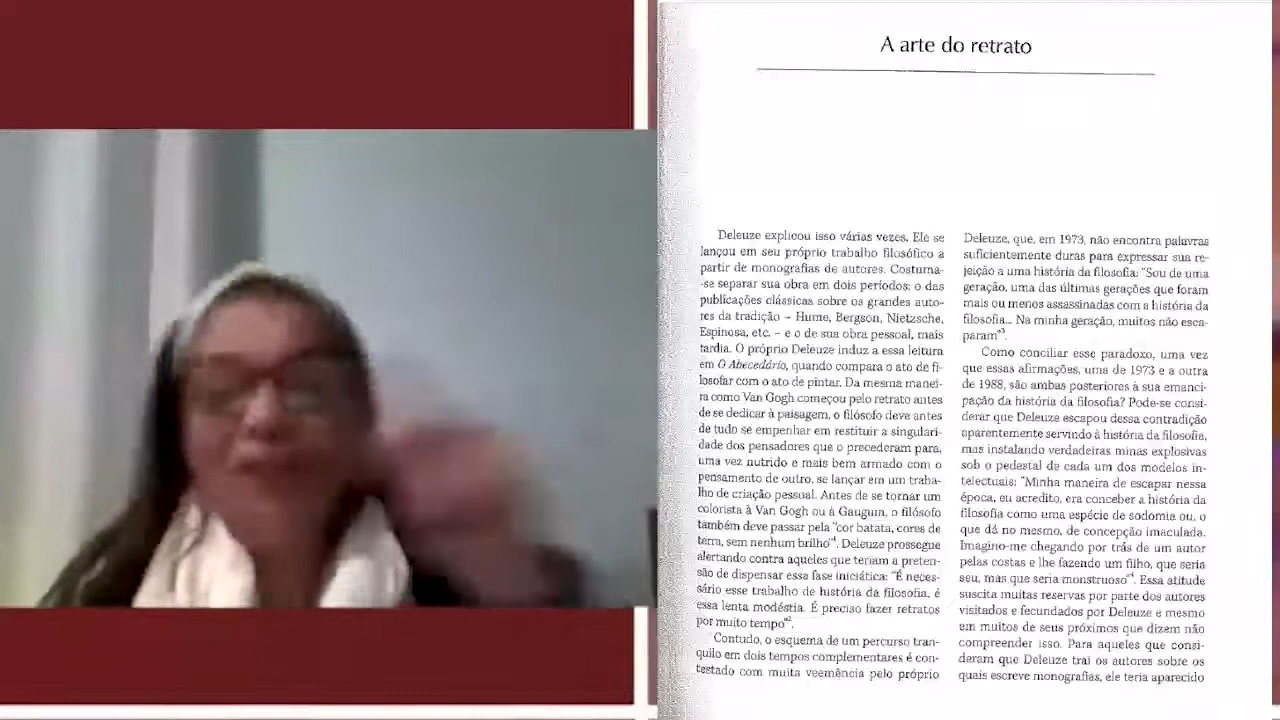 A arte do retrato
Deleuze explicou isso várias vezes. Ele se
lançou em seu próprio trabalho filosófico a
partir de monografias de autores. Costuma-
-se separar sua obra em dois períodos: o das
publicações clássicas sobre os grandes auto-
res da tradição – Hume, Bergson, Nietzsche,
Espinosa, etc. – e o de sua obra pessoal, mais
tardia. O próprio Deleuze induz a essa leitura
em O Abecedário, quando compara o ato de fi-
losofar com o ato de pintar. Da mesma manei-
ra como Van Gogh começou pelo retrato antes
de se dedicar à paisagem, o filósofo deve antes
de tudo se empenhar em restituir a singulari-
dade dos pensadores que o precederam para,
uma vez nutrido e mais bem armado com o
pensamento de outro, se lançar em um traba-
lho de criação pessoal. Antes de se tornar um
colorista à Van Gogh ou à Gauguin, o filósofo
também deve passar pela "cor batata, cores de
terra, sem nenhum brilho"¹. Deleuze prossegue
alertando contra aqueles que teriam a preten-
são de dispensar essa fase iniciática: "É neces-
sário esse trabalho de história da filosofia, é
essa lenta modéstia. É preciso fazer retratos
por muito tempo"².
Contudo, o esquema de um percurso tran-
quilo em dois tempos complementares é con-
testado com muita veemência pelo próprio
Deleuze, que, em 1973, não encontra palavras
suficientemente duras para expressar sua re-
jeição a uma história da filosofia: "Sou de uma
geração, uma das últimas gerações que foram
mais ou menos assassinadas com a história da
filosofia... Na minha geração, muitos não esca-
param"³.
Como conciliar esse paradoxo, uma vez
que essas afirmações, uma de 1973 e a outra
de 1988, são ambas posteriores à sua emanci-
pação da história da filosofia? Pode-se consi-
derar que Deleuze escapou dessa contradição
aparentemente servindo à história da filosofia,
mas instalando verdadeiras minas explosivas
sob o pedestal de cada um dos modelos in-
telectuais: "Minha maneira de escapar nessa
época, eu acredito, era conceber a história da
filosofia como uma espécie de sodomia ou, o
que dá no mesmo, de concepção imaculada.
Imagino-me chegando por trás de um autor
pelas costas e lhe fazendo um filho, que seria
seu, mas que seria monstruoso"⁴. Essa atitude
suscita muitas reservas por parte dos autores
visitados e fecundados por Deleuze e mesmo
em muitos de seus próximos que dizem não
compreender isso. Para aqueles que consi-
deram que Deleuze trai os autores sobre os
quais escreve monografias, ele teria aparecido